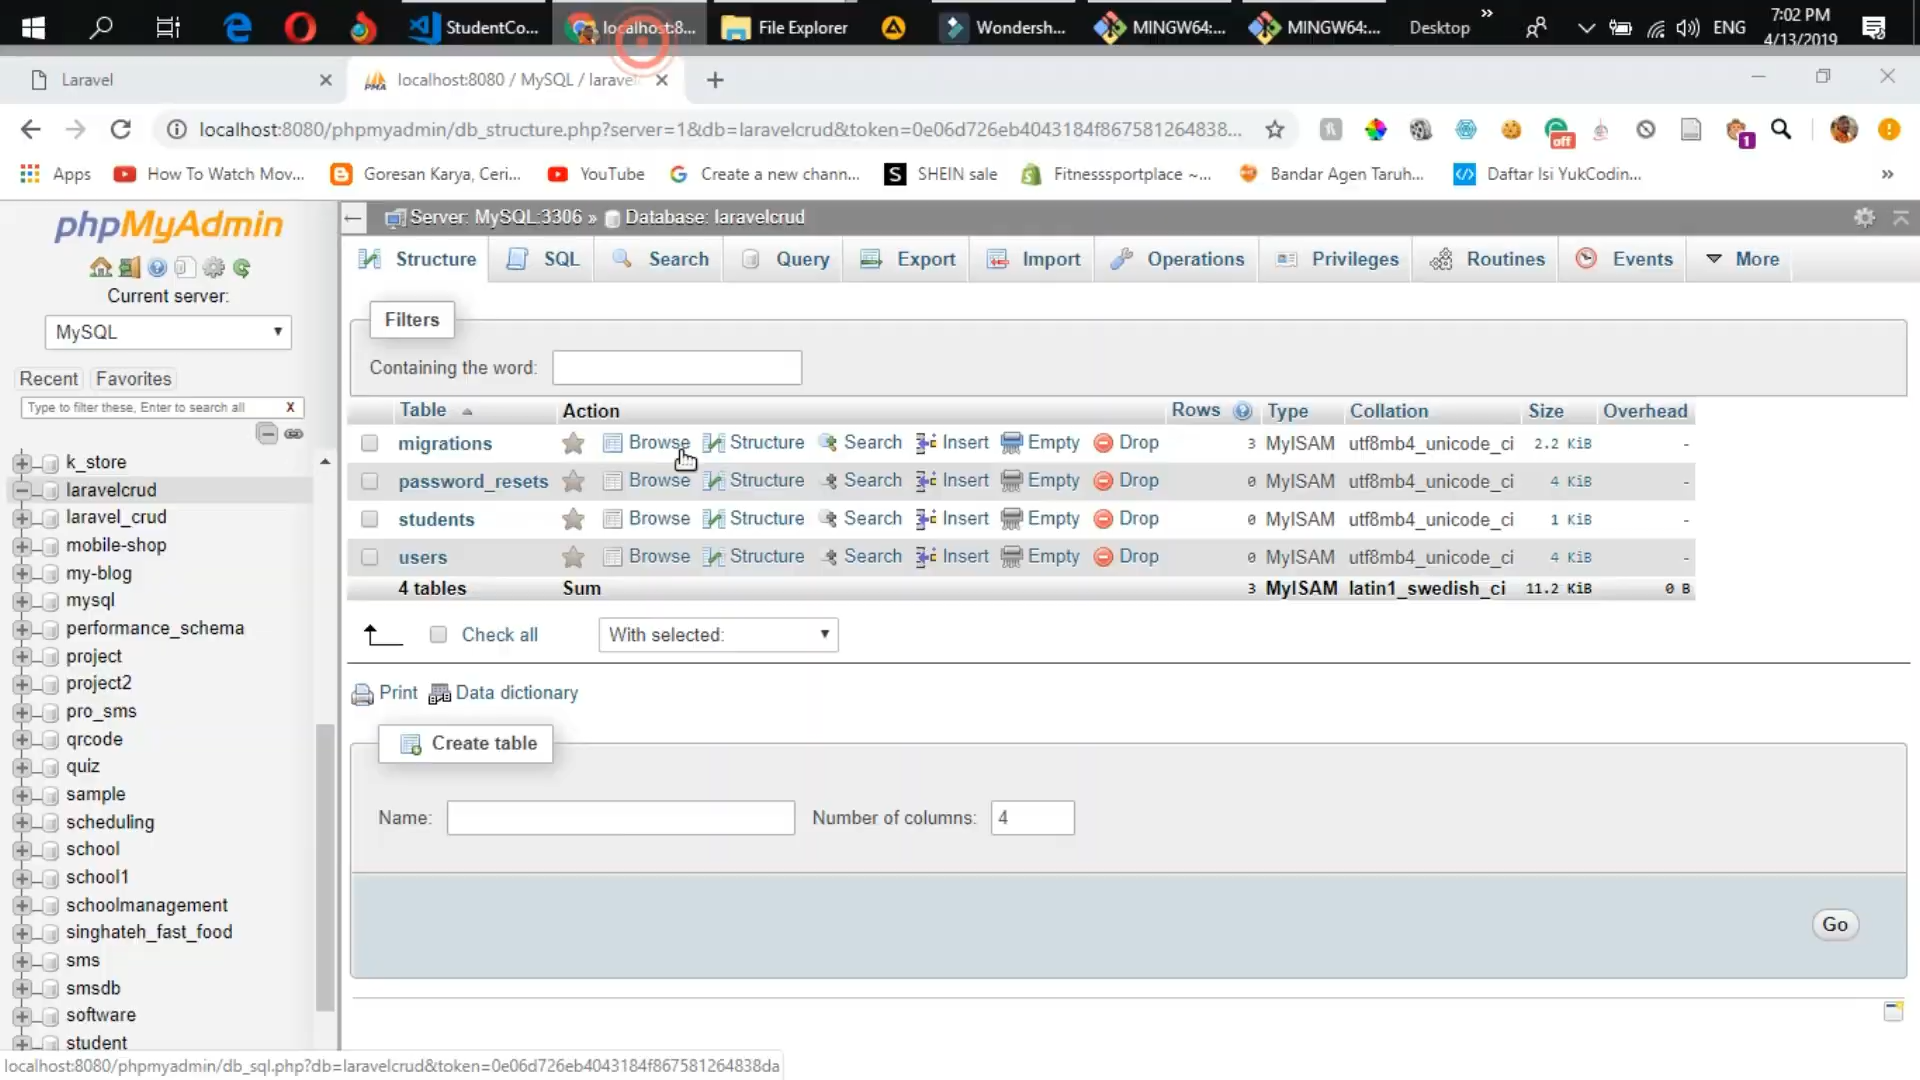 StudentCo...
localhost:8...
File Explorer
Wondersh...
MINGW64:...
MINGW64:...
Desktop
»
ENG
7:02 PM
4/13/2019
Laravel
localhost:8080 / MySQL / larave
localhost:8080/phpmyadmin/db_structure.php?server=1&db=laravelcrud&token=0e06d726eb4043184f867581264838...
off
1
Apps
How To Watch Mov...
Goresan Karya, Ceri...
YouTube
Create a new chann...
SHEIN sale
Fitnesssportplace ~...
Bandar Agen Taruh...
Daftar Isi YukCodin...
»
phpMyAdmin
Current server:
MySQL
Recent Favorites
Type to filter these, Enter to search all X
k_store
laravelcrud
laravel_crud
mobile-shop
my-blog
mysql
performance_schema
project
project2
pro_sms
qrcode
quiz
sample
scheduling
school
school1
schoolmanagement
singhateh_fast_food
sms
smsdb
software
student
Server: MySQL:3306 » Database: laravelcrud
Structure SQL Search Query Export Import Operations Privileges Routines Events More
Filters
Containing the word:
Table Action Rows Type Collation Size Overhead
migrations Browse Structure Search Insert Empty Drop 3 MyISAM utf8mb4_unicode_ci 2.2 KiB -
password_resets Browse Structure Search Insert Empty Drop 0 MyISAM utf8mb4_unicode_ci 4 KiB -
students Browse Structure Search Insert Empty Drop 0 MyISAM utf8mb4_unicode_ci 1 KiB -
users Browse Structure Search Insert Empty Drop 0 MyISAM utf8mb4_unicode_ci 4 KiB -
4 tables Sum 3 MyISAM latin1_swedish_ci 11.2 KiB 0 B
Check all With selected:
Print Data dictionary
Create table
Name: Number of columns: 4
Go
localhost:8080/phpmyadmin/db_sql.php?db=laravelcrud&token=0e06d726eb4043184f867581264838da